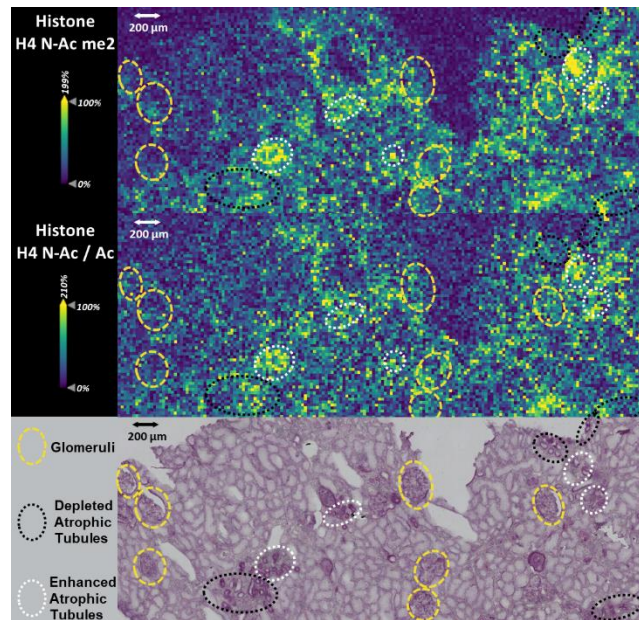 Histone
H4 N-Ac me2
200 µm
199%
100%
0%
Histone
H4 N-Ac / Ac
200 µm
210%
100%
0%
200 µm
Glomeruli
Depleted
Atrophic
Tubules
Enhanced
Atrophic
Tubules